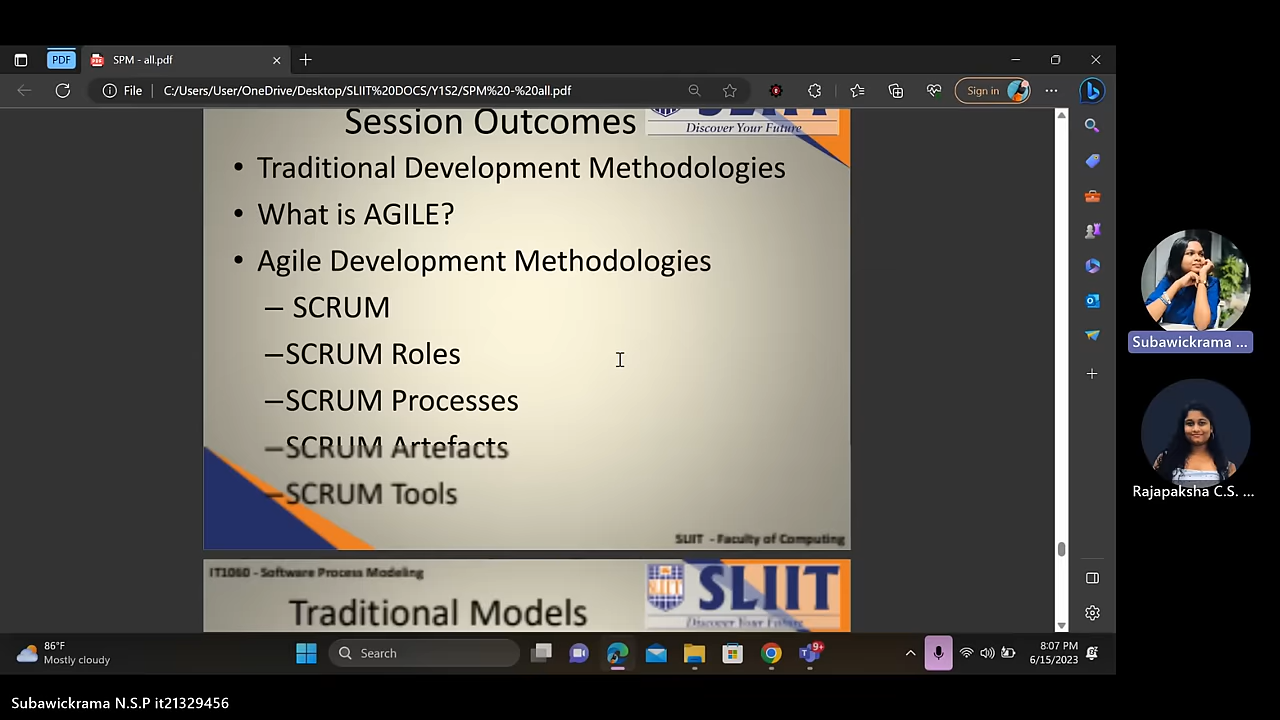 PDF
SPM - all.pdf
File
C:/Users/User/OneDrive/Desktop/SLIIT%20DOCS/Y1S2/SPM%20-%20all.pdf
Sign in
Session Outcomes
Discover Your Future
• Traditional Development Methodologies
• What is AGILE?
• Agile Development Methodologies
– SCRUM
–SCRUM Roles
–SCRUM Processes
–SCRUM Artefacts
–SCRUM Tools
SLIIT - Faculty of Computing
IT1060 - Software Process Modeling
SLIIT
Discover Your Future
Traditional Models
Subawickrama ...
Rajapaksha C.S. ...
86°F
Mostly cloudy
Search
9+
8:07 PM
6/15/2023
Subawickrama N.S.P it21329456